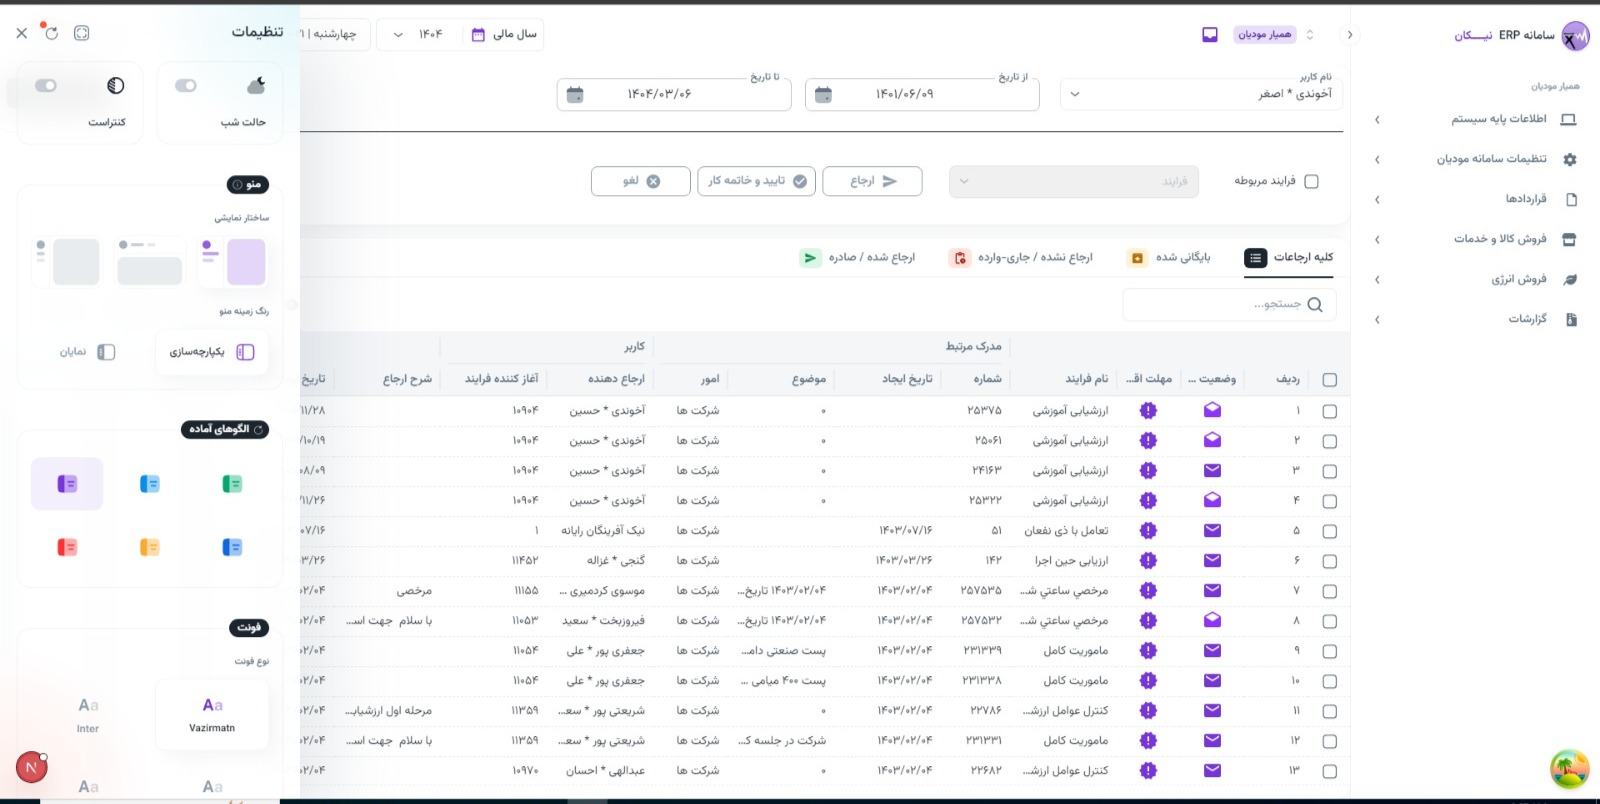 سامانه ERP نیـــکان
همیار مودیان
سال مالی
۱۴۰۴
چهارشنبه
تنظیمات
همیار مودیان
اطلاعات پایه سیستم
تنظیمات سامانه مودیان
قراردادها
فروش کالا و خدمات
فروش انرژی
گزارشات
نام کاربر
آخوندی * اصغر
از تاریخ
۱۴۰۱/۰۶/۰۹
تا تاریخ
۱۴۰۴/۰۳/۰۶
فرایند مربوطه
فرایند
ارجاع
تایید و خاتمه کار
لغو
کلیه ارجاعات
بایگانی شده
ارجاع نشده / جاری-وارده
ارجاع شده / صادره
جستجو...
مدرک مرتبط
کاربر
ردیف وضعیت ... مهلت اق... نام فرایند شماره تاریخ ایجاد موضوع امور ارجاع دهنده آغاز کننده فرایند شرح ارجاع تاریخ
۱ ارزشیابی آموزشی ۲۵۳۷۵ ۰ شرکت ها آخوندی * حسین ۱۰۹۰۴ ۱۱/۲۸
۲ ارزشیابی آموزشی ۲۵۰۶۱ ۰ شرکت ها آخوندی * حسین ۱۰۹۰۴ ۱۰/۱۹
۳ ارزشیابی آموزشی ۲۴۱۶۳ ۰ شرکت ها آخوندی * حسین ۱۰۹۰۴ ۰۸/۰۹
۴ ارزشیابی آموزشی ۲۵۳۲۲ ۰ شرکت ها آخوندی * حسین ۱۰۹۰۴ ۱۱/۲۶
۵ تعامل با ذی نفعان ۵۱ ۱۴۰۳/۰۷/۱۶ شرکت ها نیک آفرینگان رایانه ۱ ۰۷/۱۶
۶ ارزیابی حین اجرا ۱۴۲ ۱۴۰۳/۰۳/۲۶ شرکت ها گنجی * غزاله ۱۱۴۵۲ ۰۳/۲۶
۷ مرخصي ساعتي ش... ۲۵۷۵۳۵ ۱۴۰۳/۰۲/۰۴ ۱۴۰۳/۰۲/۰۴ تاریخ... شرکت ها موسوی کردمیری ... ۱۱۱۵۵ مرخصی ۰۲/۰۴
۸ مرخصي ساعتي ش... ۲۵۷۵۳۲ ۱۴۰۳/۰۲/۰۴ ۱۴۰۳/۰۲/۰۴ تاریخ... شرکت ها فیروزبخت * سعید ۱۱۰۵۳ با سلام جهت اس... ۰۲/۰۴
۹ ماموریت کامل ۲۳۱۳۳۹ ۱۴۰۳/۰۲/۰۴ پست صنعتی دام... شرکت ها جعفری پور * علی ۱۱۰۵۴ ۰۲/۰۴
۱۰ ماموریت کامل ۲۳۱۳۳۸ ۱۴۰۳/۰۲/۰۴ پست ۴۰۰ میامی ... شرکت ها جعفری پور * علی ۱۱۰۵۴ ۰۲/۰۴
۱۱ کنترل عوامل ارزش... ۲۲۷۸۶ ۱۴۰۳/۰۲/۰۴ ۰ شرکت ها شریعتی پور * سع... ۱۱۳۵۹ مرحله اول ارزشیاب... ۰۲/۰۴
۱۲ ماموریت کامل ۲۳۱۳۳۱ ۱۴۰۳/۰۲/۰۴ شرکت در جلسه ک... شرکت ها شریعتی پور * سع... ۱۱۳۵۹ با سلام جهت اس... ۰۲/۰۴
۱۳ کنترل عوامل ارزش... ۲۲۶۸۲ ۱۴۰۳/۰۲/۰۴ ۰ شرکت ها عبدالهی * احسان ۱۰۹۷۰ ۰۲/۰۴
حالت شب
کنتراست
منو
ساختار نمایشی
رنگ زمینه منو
یکپارچه‌سازی
نمایان
الگوهای آماده
فونت
نوع فونت
Aa
Vazirmatn
Aa
Inter
Aa
Aa
N